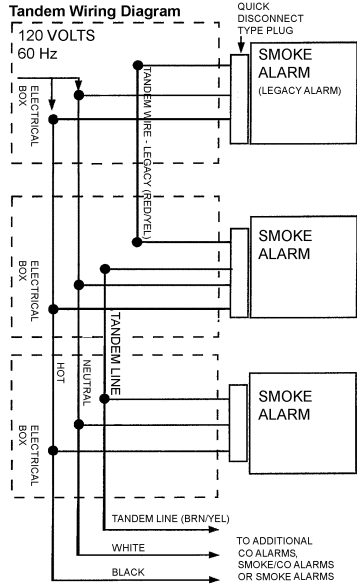 Tandem Wiring Diagram
QUICK
DISCONNECT
TYPE PLUG
120 VOLTS
60 Hz
SMOKE
ALARM
(LEGACY ALARM)
ELECTRICAL
BOX
TANDEM WIRE - LEGACY (RED/YEL)
SMOKE
ALARM
ELECTRICAL
BOX
TANDEM LINE
HOT
NEUTRAL
SMOKE
ALARM
ELECTRICAL
BOX
TANDEM LINE (BRN/YEL)
WHITE
BLACK
TO ADDITIONAL
CO ALARMS,
SMOKE/CO ALARMS
OR SMOKE ALARMS